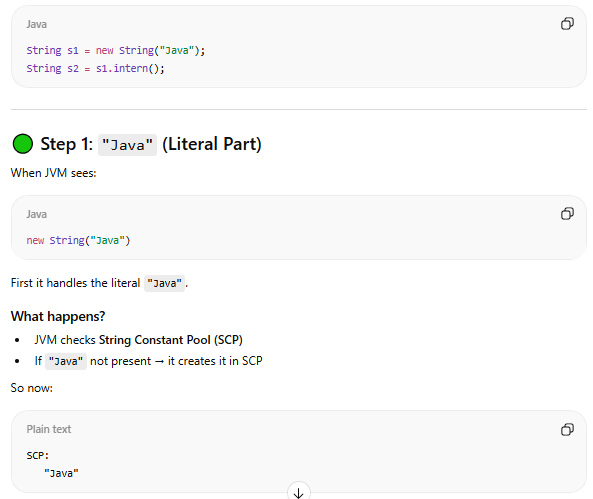 Java
String s1 = new String("Java");
String s2 = s1.intern();
Step 1: "Java" (Literal Part)
When JVM sees:
Java
new String("Java")
First it handles the literal "Java".
What happens?
• JVM checks String Constant Pool (SCP)
• If "Java" not present → it creates it in SCP
So now:
Plain text
SCP:
"Java"